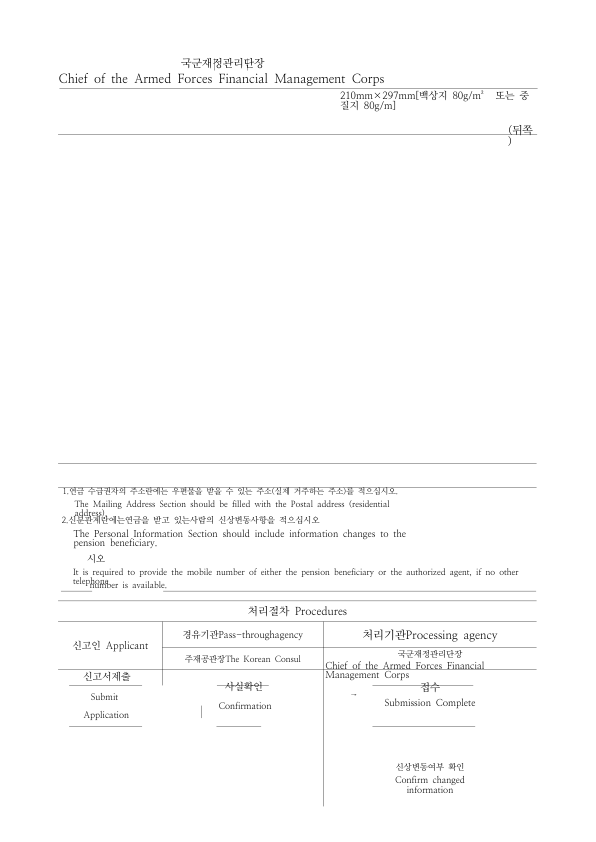 국군재정관리단장
Chief of the Armed Forces Financial Management Corps
210mm×297mm[백상지 80g/㎡ 또는 중
질지 80g/m]
(뒤쪽
)
1.연금 수급권자의 주소란에는 우편물을 받을 수 있는 주소(실제 거주하는 주소)를 적으십시오.
The Mailing Address Section should be filled with the Postal address (residential
address).
2.신분관계란에는연금을 받고 있는사람의 신상변동사항을 적으십시오
The Personal Information Section should include information changes to the
pension beneficiary.
시오
It is required to provide the mobile number of either the pension beneficiary or the authorized agent, if no other
telephone
number is available.
처리절차 Procedures
신고인 Applicant
경유기관Pass-throughagency
처리기관Processing agency
주재공관장The Korean Consul
국군재정관리단장
Chief of the Armed Forces Financial
Management Corps
신고서제출
Submit
Application
사실확인
Confirmation
→
접수
Submission Complete
신상변동여부 확인
Confirm changed
information